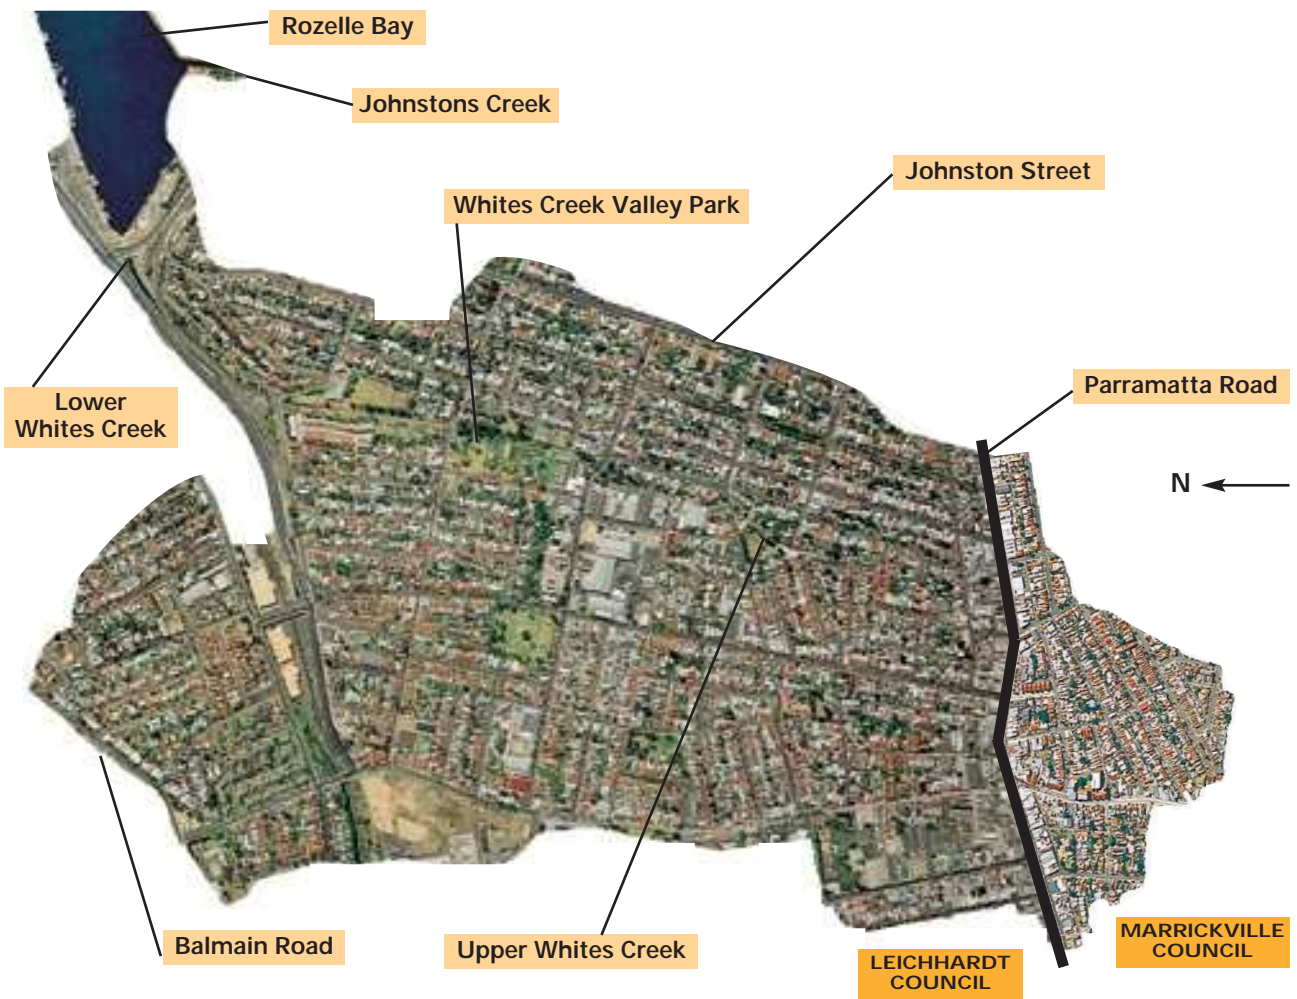 Rozelle Bay
Johnstons Creek
Johnston Street
Whites Creek Valley Park
Parramatta Road
Lower
Whites Creek
N
Balmain Road
Upper Whites Creek
LEICHHARDT
COUNCIL
MARRICKVILLE
COUNCIL